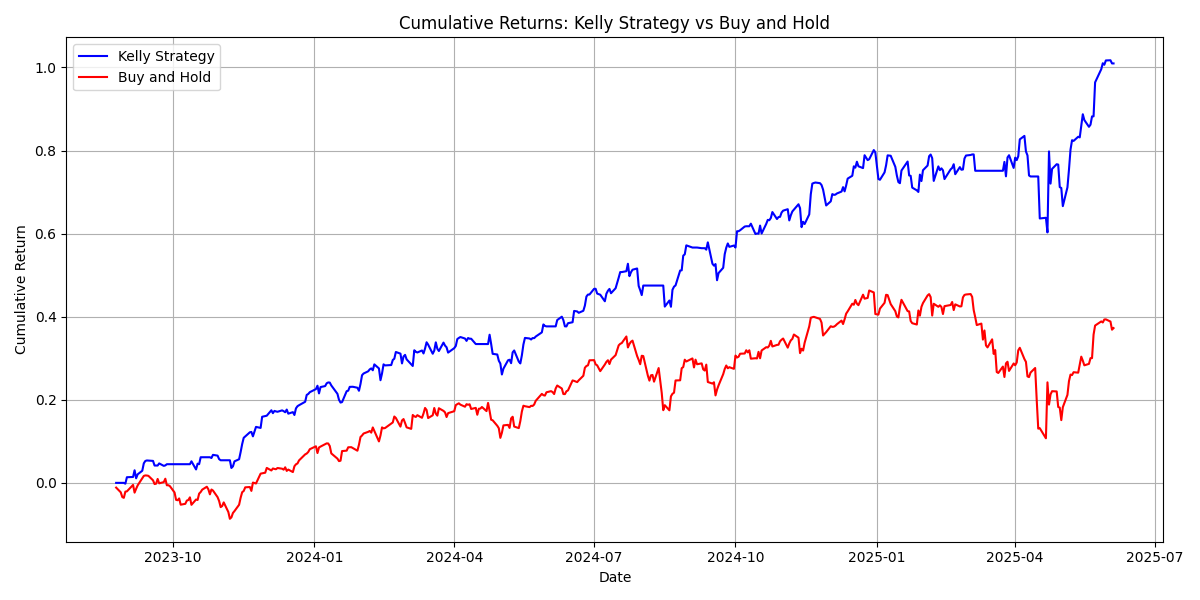 Cumulative Returns: Kelly Strategy vs Buy and Hold
Kelly Strategy
Buy and Hold
Cumulative Return
1.0
0.8
0.6
0.4
0.2
0.0
2023-10
2024-01
2024-04
2024-07
2024-10
2025-01
2025-04
2025-07
Date